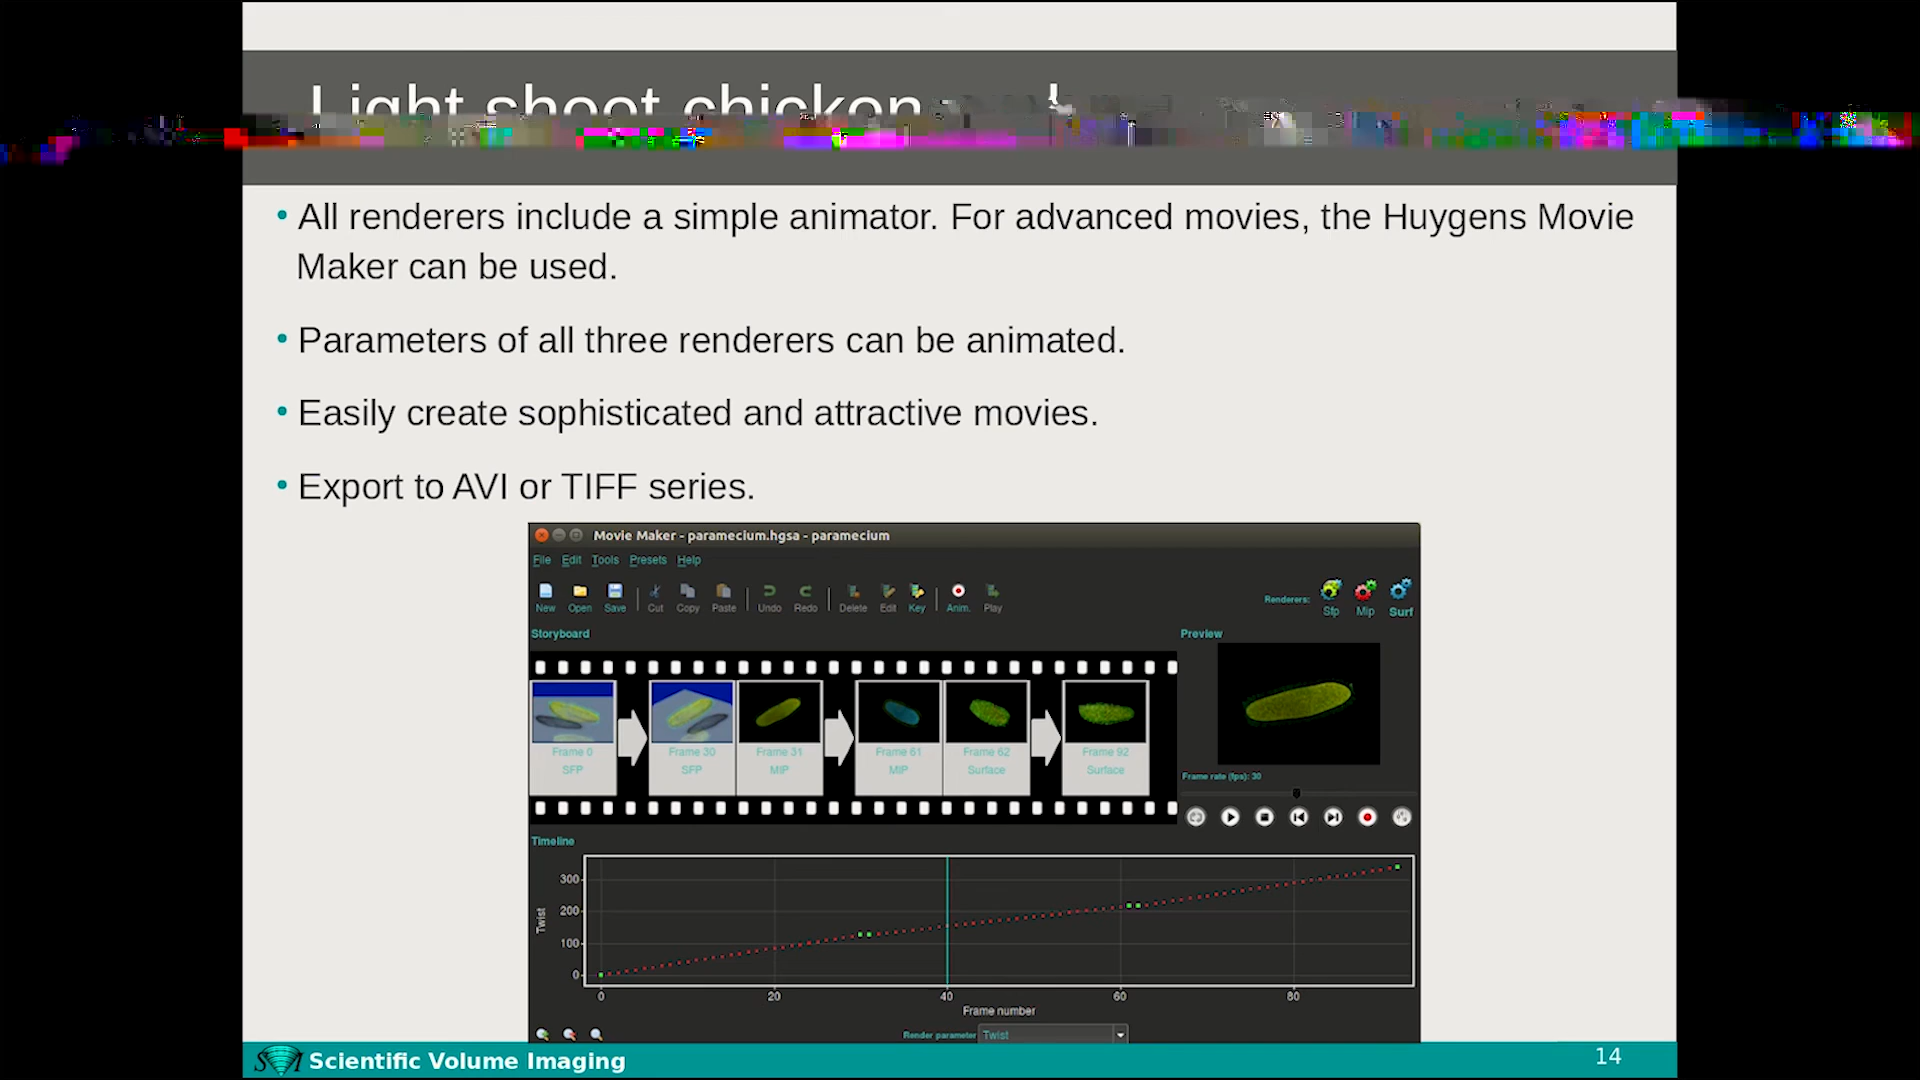 Light shoot chicken
• All renderers include a simple animator. For advanced movies, the Huygens Movie
Maker can be used.
• Parameters of all three renderers can be animated.
• Easily create sophisticated and attractive movies.
• Export to AVI or TIFF series.
Movie Maker - paramecium.hgsa - paramecium
File Edit Tools Presets Help
New Open Save Cut Copy Paste Undo Redo Delete Edit Key Anim. Play
Renderers: Sfp Mip Surf
Storyboard
Preview
Frame 0 Frame 30 Frame 31 Frame 61 Frame 62 Frame 92
SFP SFP MIP MIP Surface Surface
Frame rate (fps): 30
Timeline
300
200
100
0
Twist
0 20 40 60 80
Frame number
Render parameter Twist
SVI Scientific Volume Imaging
14